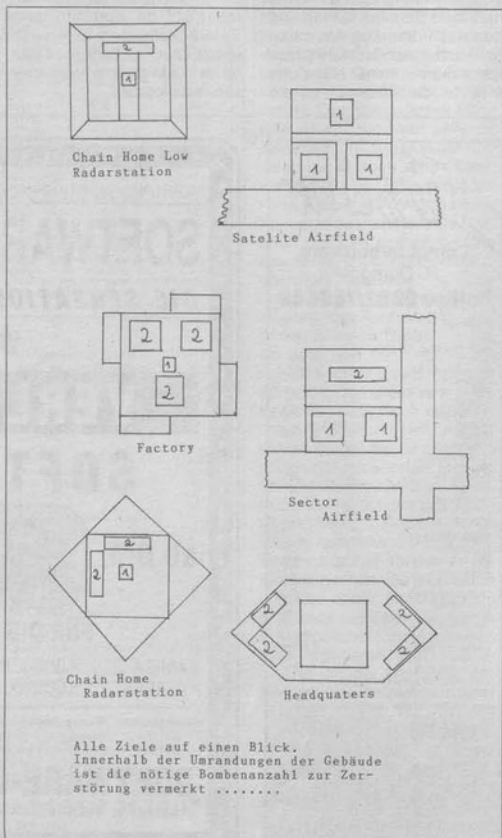 2
1
Chain Home Low
Radarstation
1
1 1
Satelite Airfield
2 2
1
2
Factory
2
1 1
Sector
Airfield
2
2 1
Chain Home
Radarstation
2 2
2 2
Headquaters
Alle Ziele auf einen Blick.
Innerhalb der Umrandungen der Gebäude
ist die nötige Bombenanzahl zur Zer-
störung vermerkt ........